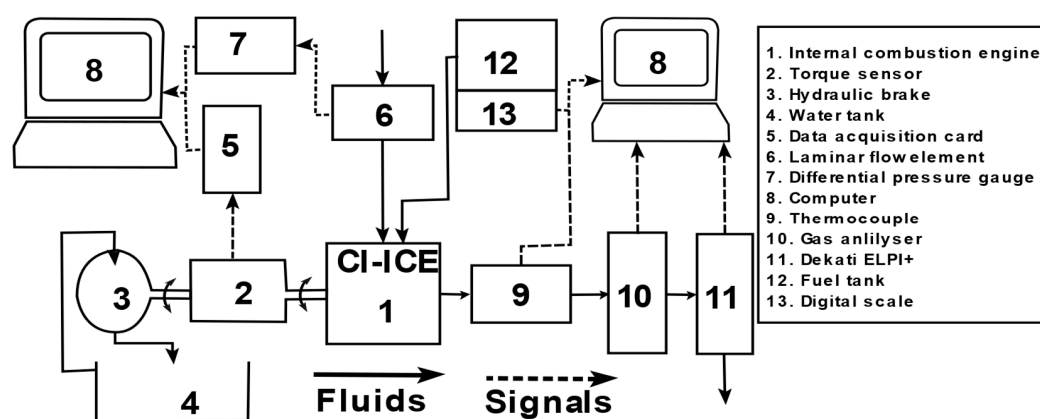 8
7
12
13
8
6
5
CI-ICE
1
3
2
9
10
11
4
Fluids
Signals
1. Internal combustion engine
2. Torque sensor
3. Hydraulic brake
4. Water tank
5. Data acquisition card
6. Laminar flow element
7. Differential pressure gauge
8. Computer
9. Thermocouple
10. Gas anlilyser
11. Dekati ELPI+
12. Fuel tank
13. Digital scale